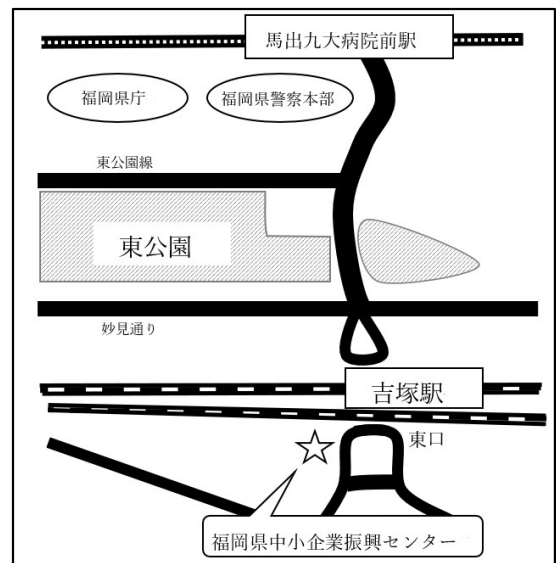 馬出九大病院前駅
福岡県庁
福岡県警察本部
東公園線
東公園
妙見通り
吉塚駅
東口
福岡県中小企業振興センター